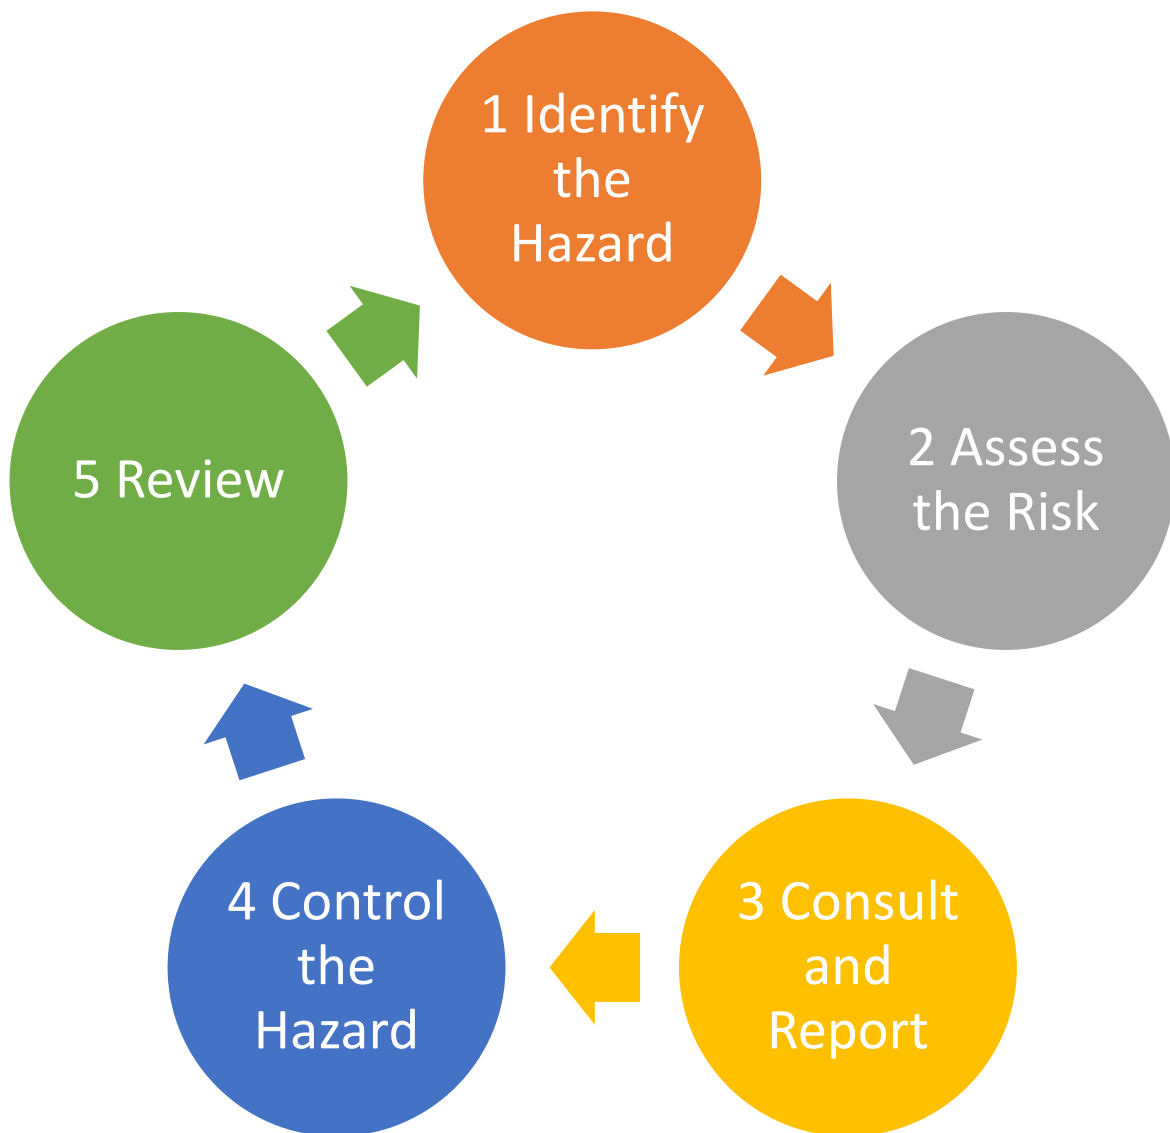 1 Identify
the
Hazard
2 Assess
the Risk
3 Consult
and
Report
4 Control
the
Hazard
5 Review